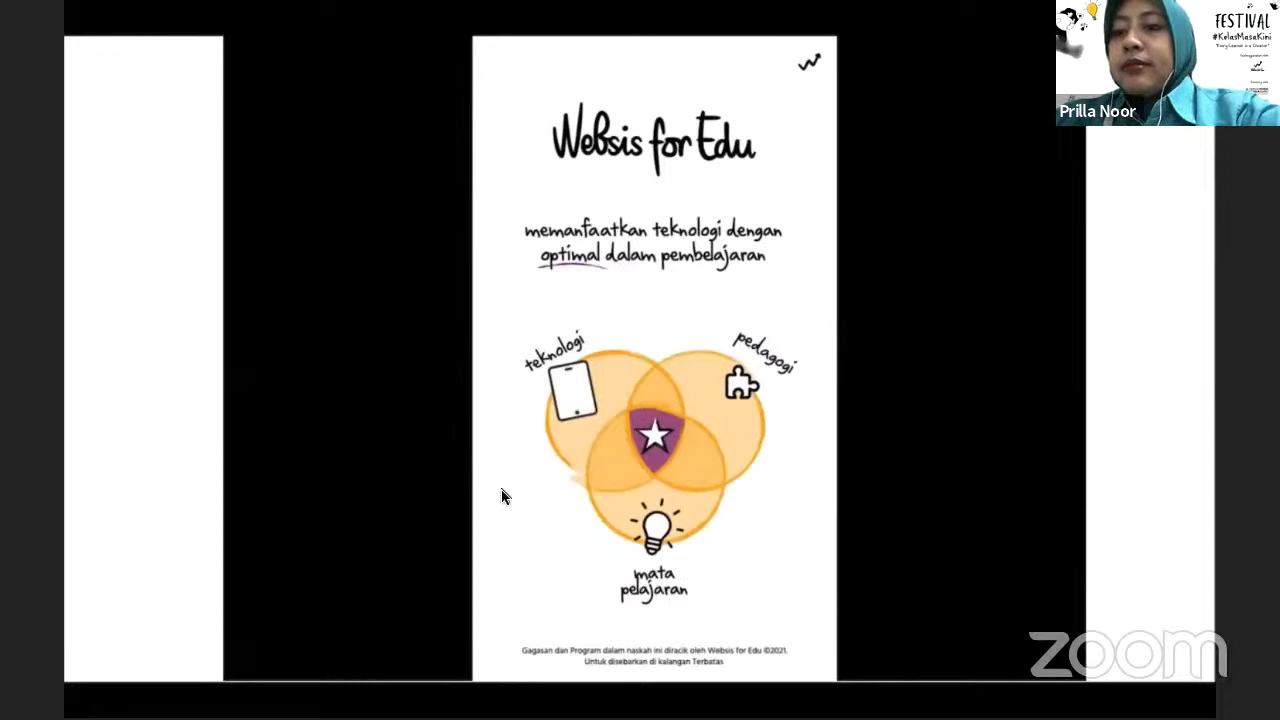 Websis for Edu
memanfaatkan teknologi dengan
optimal dalam pembelajaran
teknologi
pedagogi
mata
pelajaran
Gagasan dan Program dalam naskah ini diracik oleh Websis for Edu ©2021.
Untuk disebarkan di kalangan Terbatas
FESTIVAL
#KelasMasaKini
Prilla Noor
zoom